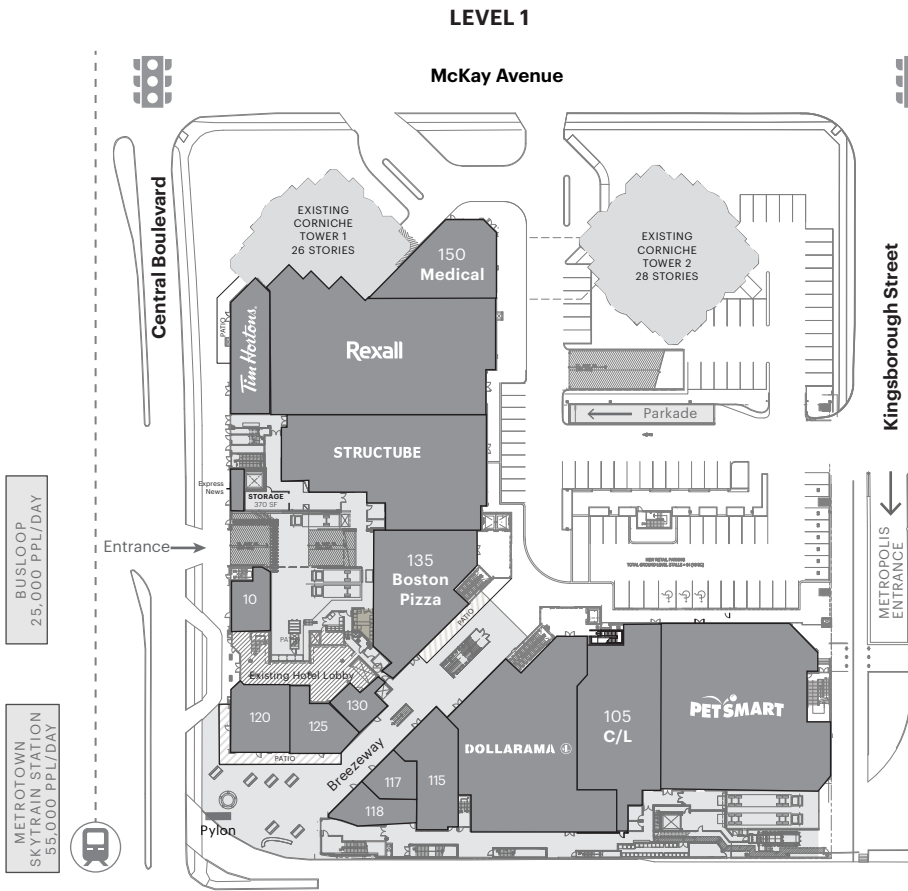 LEVEL 1
McKay Avenue
Central Boulevard
Kingsborough Street
EXISTING
CORNICHE
TOWER 1
26 STORIES
150
Medical
EXISTING
CORNICHE
TOWER 2
28 STORIES
PATIO
Tim Hortons
Rexall
Parkade
STRUCTUBE
Express
News
STORAGE
370 SF
BUSLOOP
25,000 PPL/DAY
Entrance
135
Boston
Pizza
METROPOLIS
ENTRANCE
10
PATIO
Existing Hotel Lobby
120
125
130
PATIO
105
C/L
PETSMART
DOLLARAMA
Breezeway
117
115
118
METROTOWN
SKYTRAIN STATION
55,000 PPL/DAY
Pylon